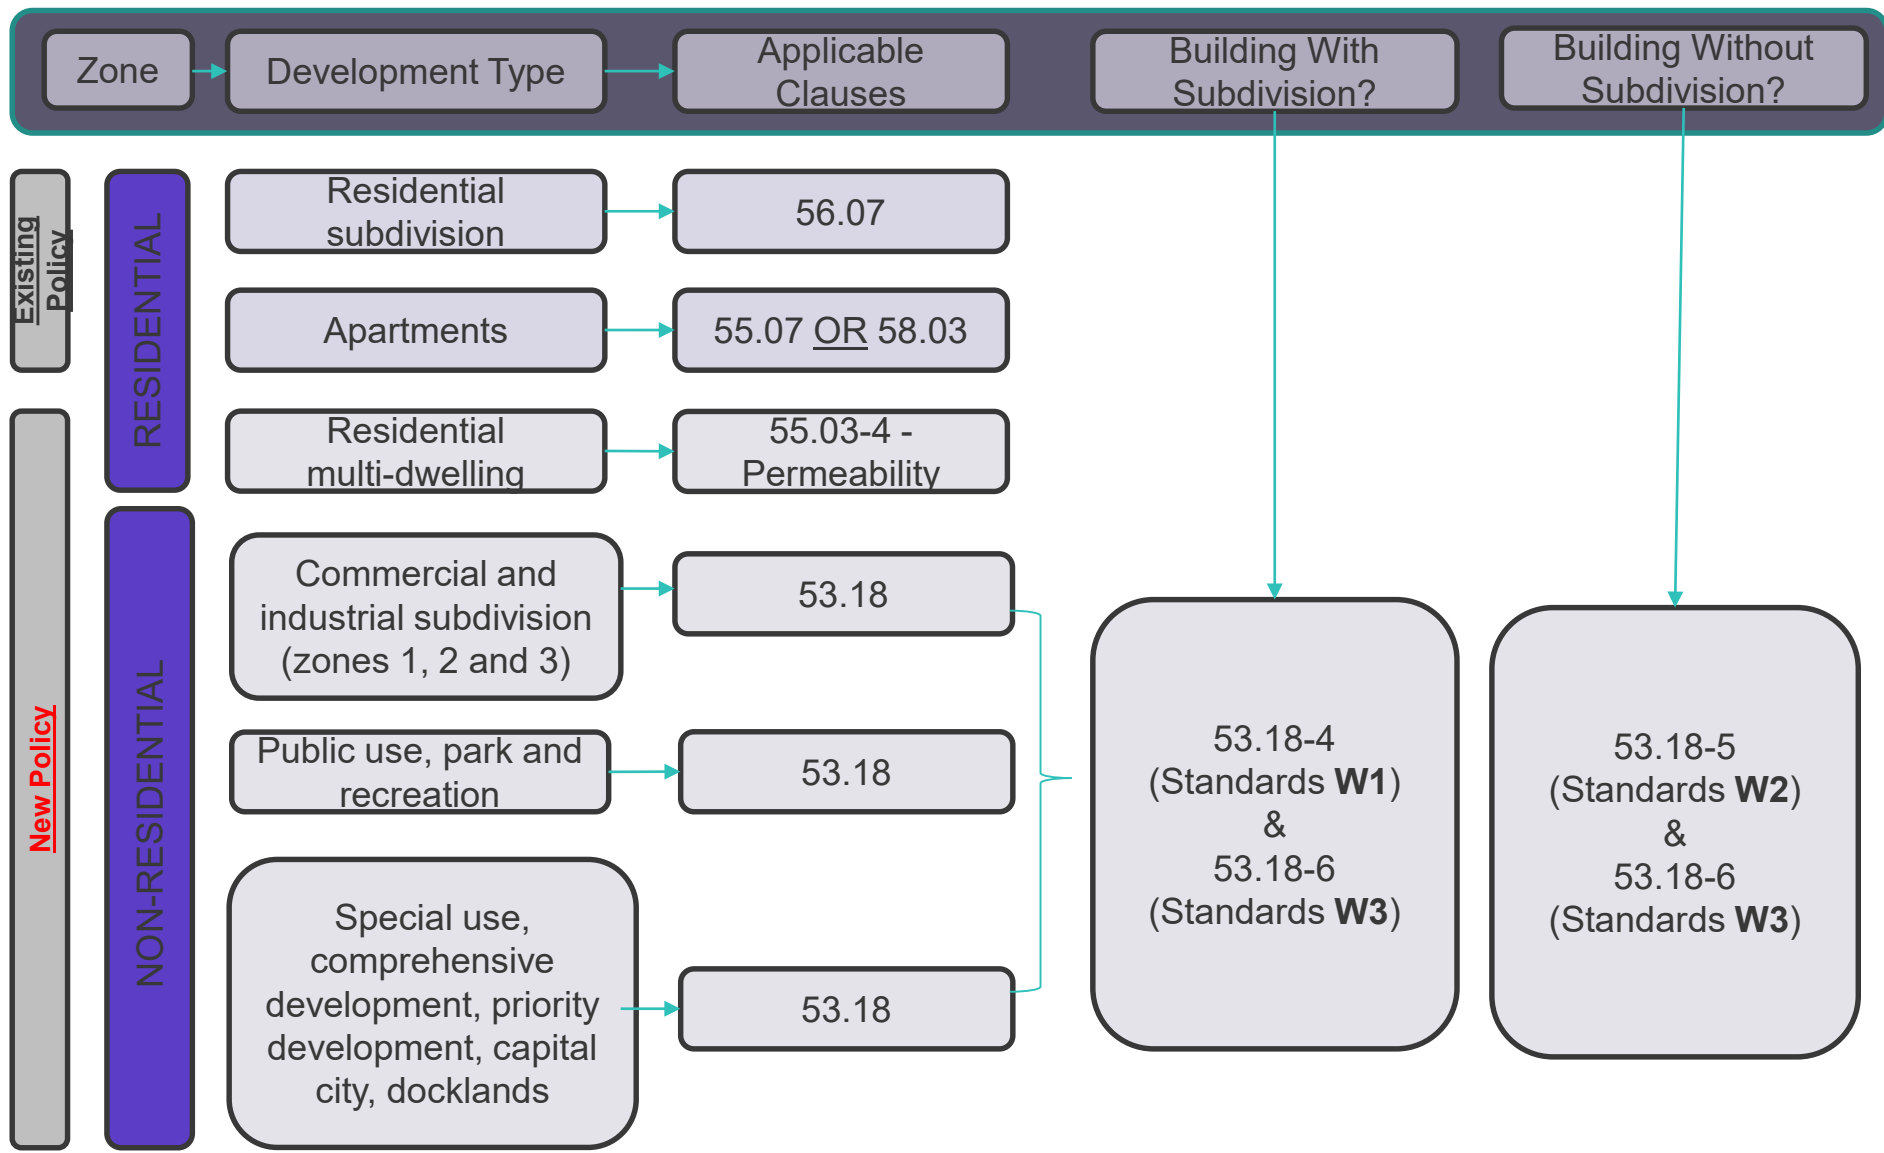 Zone
Development Type
Applicable
Clauses
Building With
Subdivision?
Building Without
Subdivision?
Existing
Policy
RESIDENTIAL
Residential
subdivision
56.07
Apartments
55.07 OR 58.03
New Policy
Residential
multi-dwelling
55.03-4 -
Permeability
NON-RESIDENTIAL
Commercial and
industrial subdivision
(zones 1, 2 and 3)
53.18
Public use, park and
recreation
53.18
Special use,
comprehensive
development, priority
development, capital
city, docklands
53.18
53.18-4
(Standards W1)
&
53.18-6
(Standards W3)
53.18-5
(Standards W2)
&
53.18-6
(Standards W3)